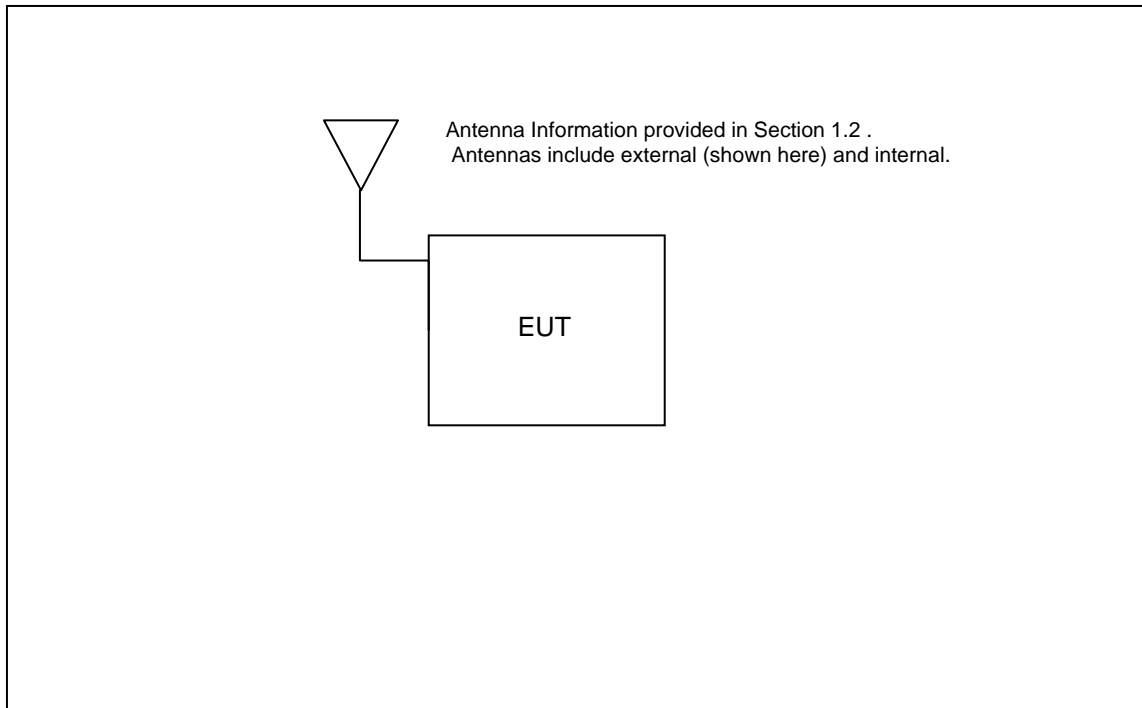 Antenna Information provided in Section 1.2 .
Antennas include external (shown here) and internal.
EUT